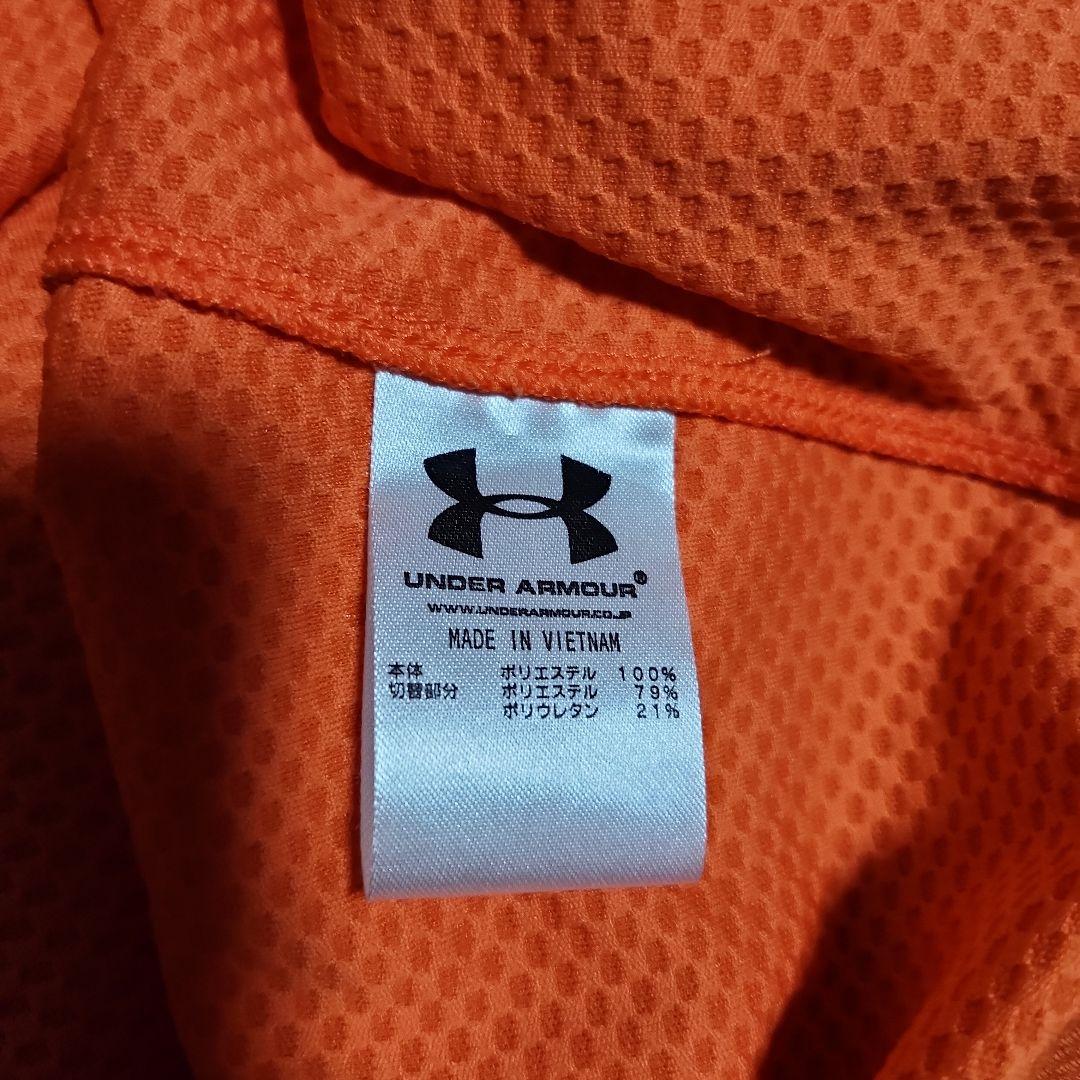 UNDER ARMOUR®
WWW.UNDERARMOUR.CO.JP
MADE IN VIETNAM
本体 ポリエステル 100%
切替部分 ポリエステル 79%
ポリウレタン 21%